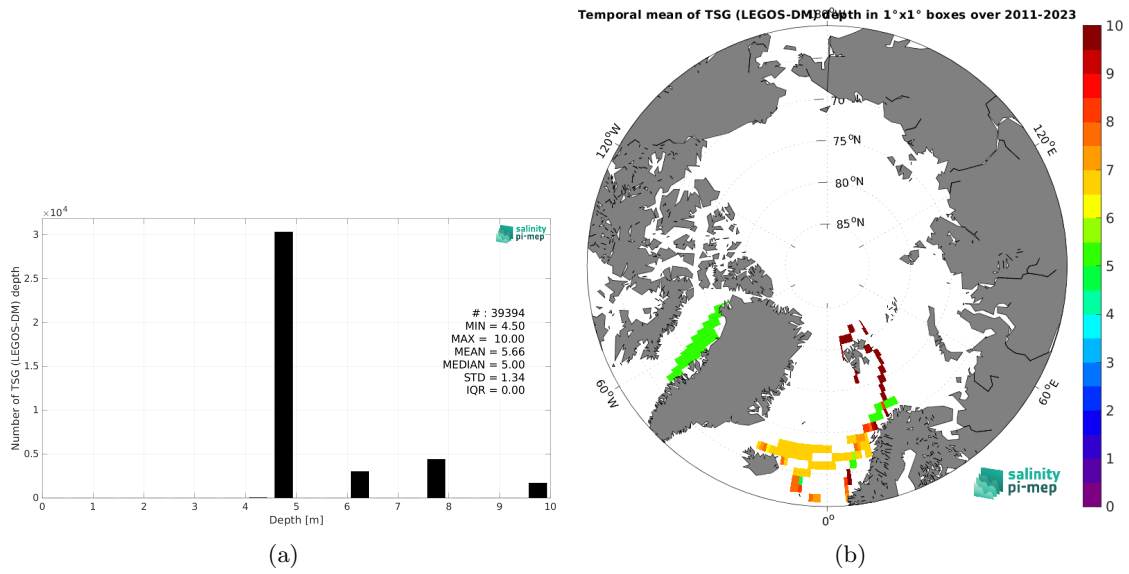 ×10^4
3
2.5
2
1.5
1
0.5
0
Number of TSG (LEGOS-DM) depth
0 1 2 3 4 5 6 7 8 9 10
Depth [m]
salinity
pi-mep
# : 39394
MIN = 4.50
MAX = 10.00
MEAN = 5.66
MEDIAN = 5.00
STD = 1.34
IQR = 0.00
(a)
Temporal mean of TSG (LEGOS-DM) depth in 1°x1° boxes over 2011-2023
180°W
120°W
120°E
70
75°N
80°N
85°N
60°W
60°E
0°
10
9
8
7
6
5
4
3
2
1
0
salinity
pi-mep
(b)